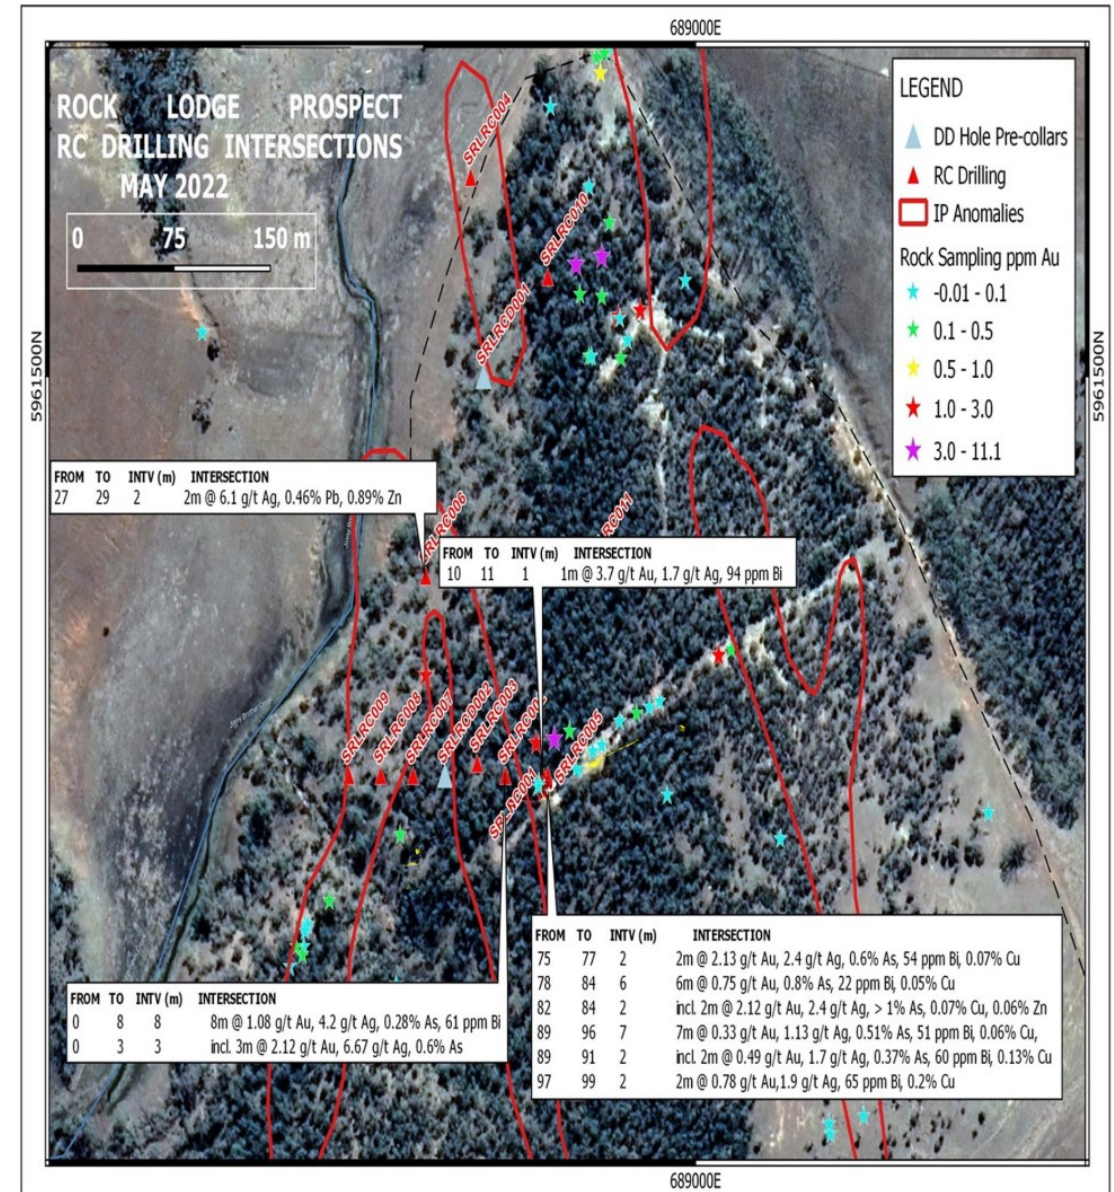 689000E
ROCK LODGE PROSPECT
RC DRILLING INTERSECTIONS
MAY 2022
0 75 150 m
LEGEND
DD Hole Pre-collars
RC Drilling
IP Anomalies
Rock Sampling ppm Au
-0.01 - 0.1
0.1 - 0.5
0.5 - 1.0
1.0 - 3.0
3.0 - 11.1
5961500N
5961500N
SRLRC004
SRLRC010
SRLRCD001
FROM TO INTV (m) INTERSECTION
27 29 2 2m @ 6.1 g/t Ag, 0.46% Pb, 0.89% Zn
RLRC006
RC011
FROM TO INTV (m) INTERSECTION
10 11 1 1m @ 3.7 g/t Au, 1.7 g/t Ag, 94 ppm Bi
SRLRC009
SRLRC008
SRLRC007
SRLRCD002
SRLRC003
SRLRC00
SRLRC005
SRLRC001
FROM TO INTV (m) INTERSECTION
75 77 2 2m @ 2.13 g/t Au, 2.4 g/t Ag, 0.6% As, 54 ppm Bi, 0.07% Cu
78 84 6 6m @ 0.75 g/t Au, 0.8% As, 22 ppm Bi, 0.05% Cu
82 84 2 incl. 2m @ 2.12 g/t Au, 2.4 g/t Ag, > 1% As, 0.07% Cu, 0.06% Zn
89 96 7 7m @ 0.33 g/t Au, 1.13 g/t Ag, 0.51% As, 51 ppm Bi, 0.06% Cu,
89 91 2 incl. 2m @ 0.49 g/t Au, 1.7 g/t Ag, 0.37% As, 60 ppm Bi, 0.13% Cu
97 99 2 2m @ 0.78 g/t Au,1.9 g/t Ag, 65 ppm Bi, 0.2% Cu
FROM TO INTV (m) INTERSECTION
0 8 8 8m @ 1.08 g/t Au, 4.2 g/t Ag, 0.28% As, 61 ppm Bi
0 3 3 incl. 3m @ 2.12 g/t Au, 6.67 g/t Ag, 0.6% As
689000E